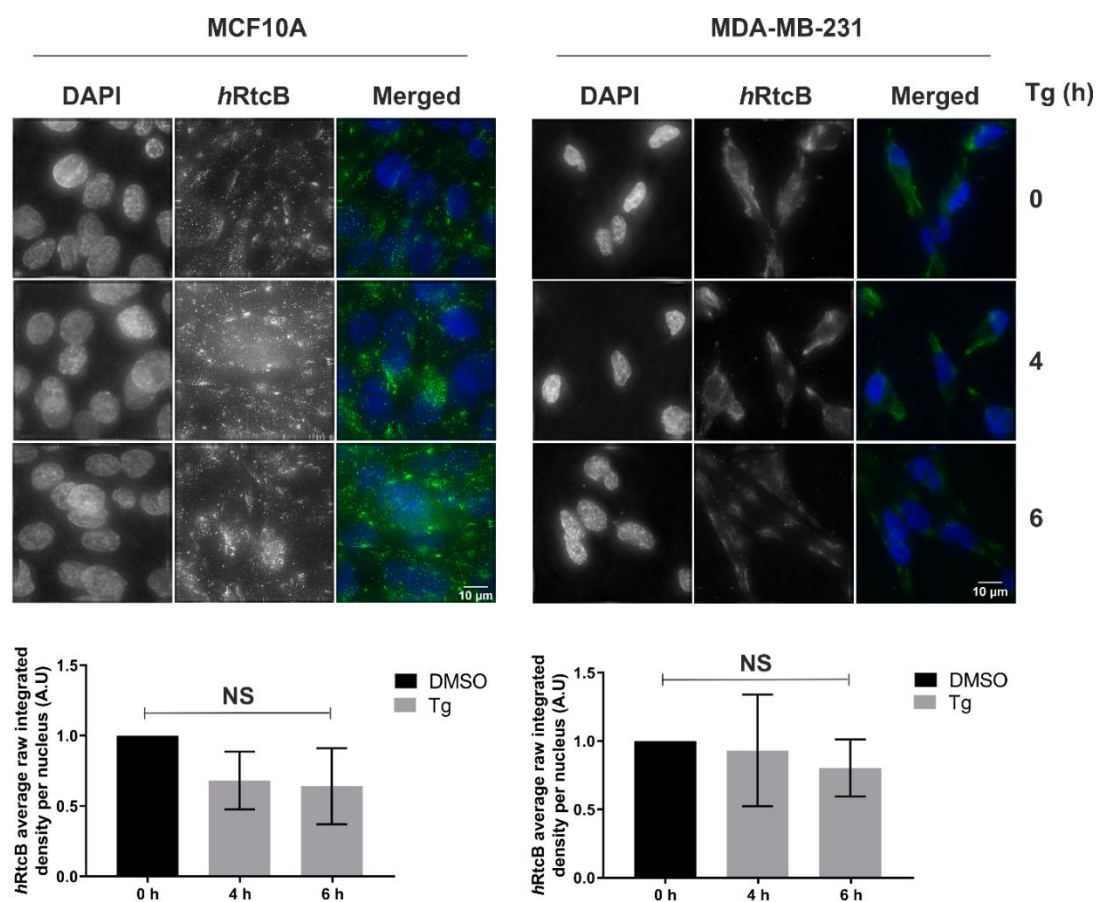 MCF10A
MDA-MB-231
DAPI hRtcB Merged
DAPI hRtcB Merged
Tg (h)
0
4
6
10 µm
10 µm
hRtcB average raw integrated
density per nucleus (A.U)
1.5
1.0
0.5
0.0
NS
DMSO
Tg
0 h 4 h 6 h
hRtcB average raw integrated
density per nucleus (A.U)
1.5
1.0
0.5
0.0
NS
DMSO
Tg
0 h 4 h 6 h